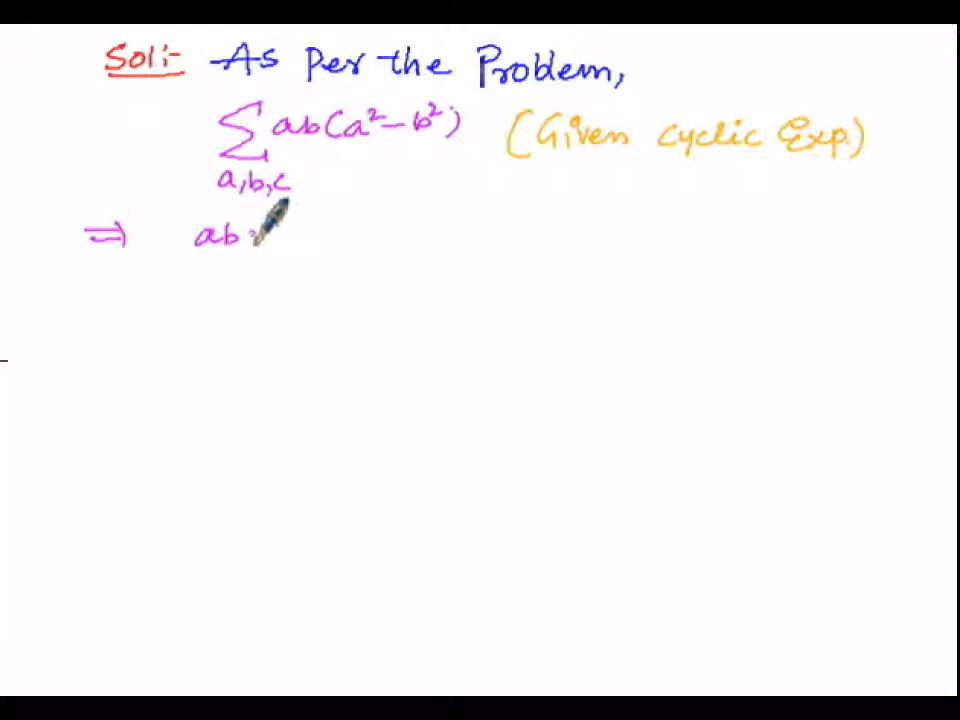 Sol:- As Per the Problem,
∑ ab(a²-b²) (Given Cyclic Exp.)
a,b,c
⇒ ab